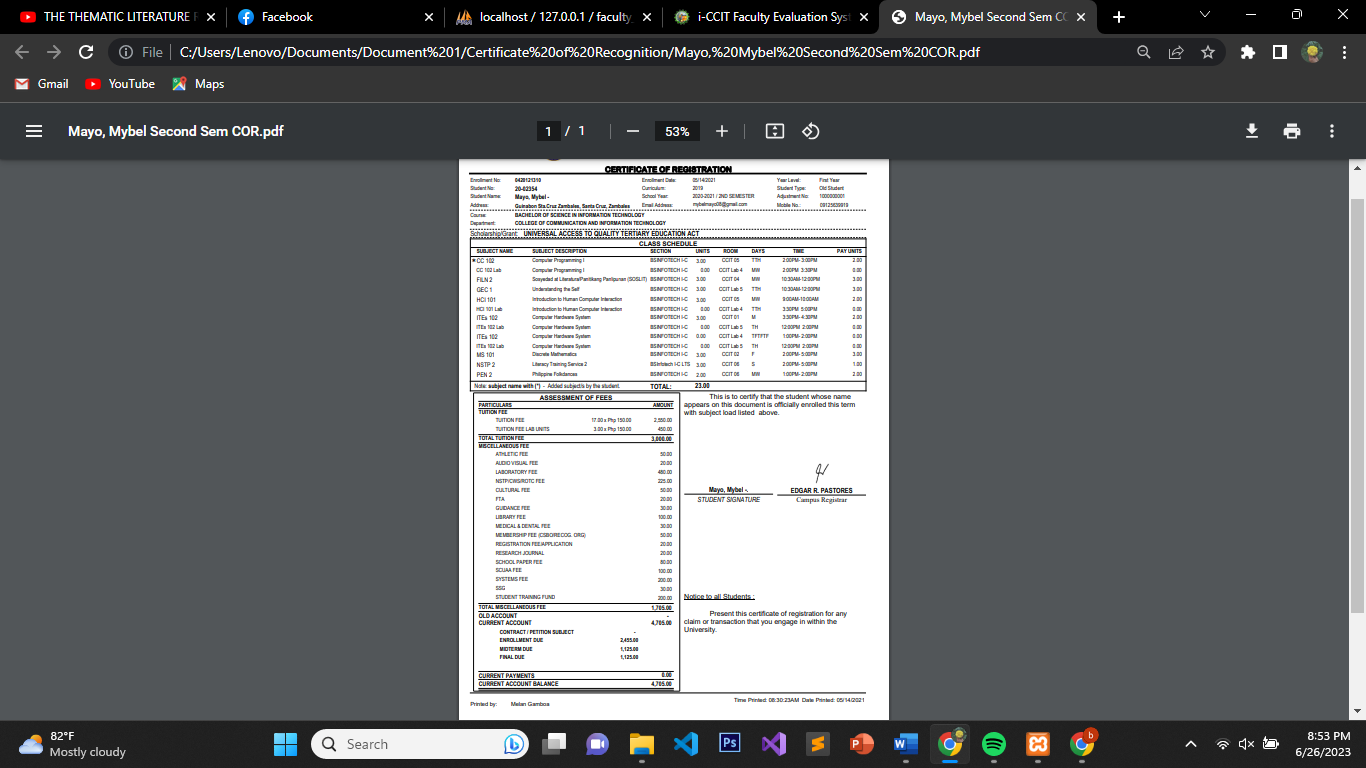 THE THEMATIC LITERATURE
Facebook
localhost / 127.0.0.1 / faculty_
i-CCIT Faculty Evaluation Syst
Mayo, Mybel Second Sem CO
File C:/Users/Lenovo/Documents/Document%201/Certificate%20of%20Recognition/Mayo,%20Mybel%20Second%20Sem%20COR.pdf
Gmail YouTube Maps
Mayo, Mybel Second Sem COR.pdf 1 / 1 53%
CERTIFICATE OF REGISTRATION
Enrollment No: 0420121310 Enrollment Date: 05/14/2021 Year Level: First Year
Student No: 20-02354 Curriculum: 2019 Student Type: Old Student
Student Name: Mayo, Mybel - School Year: 2020-2021 / 2ND SEMESTER Adjustment No: 1000000001
Address: Guinabon Sta.Cruz Zambales, Santa Cruz, Zambales Email Address: mybelmayo08@gmail.com Mobile No.: 09125639919
Course: BACHELOR OF SCIENCE IN INFORMATION TECHNOLOGY
Department: COLLEGE OF COMMUNICATION AND INFORMATION TECHNOLOGY
Scholarship/Grant: UNIVERSAL ACCESS TO QUALITY TERTIARY EDUCATION ACT
CLASS SCHEDULE
SUBJECT NAME SUBJECT DESCRIPTION SECTION UNITS ROOM DAYS TIME PAY UNITS
* CC 102 Computer Programming I BSINFOTECH I-C 3.00 CCIT 05 TTH 2:00PM- 3:00PM 2.00
CC 102 Lab Computer Programming I BSINFOTECH I-C 0.00 CCIT Lab 4 MW 2:00PM 3:30PM 0.00
FILN 2 Sosyedad at Literatura/Panitikang Panlipunan (SOSLIT) BSINFOTECH I-C 3.00 CCIT 04 MW 10:30AM-12:00PM 3.00
GEC 1 Understanding the Self BSINFOTECH I-C 3.00 CCIT Lab 5 TTH 10:30AM-12:00PM 3.00
HCI 101 Introduction to Human Computer Interaction BSINFOTECH I-C 3.00 CCIT 05 MW 9:00AM-10:00AM 2.00
HCI 101 Lab Introduction to Human Computer Interaction BSINFOTECH I-C 0.00 CCIT Lab 4 TTH 3:30PM 5:00PM 0.00
ITEs 102 Computer Hardware System BSINFOTECH I-C 3.00 CCIT 01 M 3:30PM- 4:30PM 2.00
ITEs 102 Lab Computer Hardware System BSINFOTECH I-C 0.00 CCIT Lab 5 TH 12:00PM 2:00PM 0.00
ITEs 102 Computer Hardware System BSINFOTECH I-C 0.00 CCIT Lab 4 TFTFTF 1:00PM- 2:00PM 0.00
ITEs 102 Lab Computer Hardware System BSINFOTECH I-C 0.00 CCIT Lab 5 TH 12:00PM 2:00PM 0.00
MS 101 Discrete Mathematics BSINFOTECH I-C 3.00 CCIT 02 F 2:00PM- 5:00PM 3.00
NSTP 2 Literacy Training Service 2 BSInfotech I-C LTS 3.00 CCIT 06 S 2:00PM- 5:00PM 1.00
PEN 2 Philippine Folkdances BSINFOTECH I-C 2.00 CCIT 06 MW 1:00PM- 2:00PM 2.00
Note: subject name with (*) - Added subject/s by the student. TOTAL: 23.00
ASSESSMENT OF FEES
PARTICULARS AMOUNT
TUITION FEE
TUITION FEE 17.00 x Php 150.00 2,550.00
TUITION FEE LAB UNITS 3.00 x Php 150.00 450.00
TOTAL TUITION FEE 3,000.00
MISCELLANEOUS FEE
ATHLETIC FEE 50.00
AUDIO VISUAL FEE 20.00
LABORATORY FEE 480.00
NSTP/CWS/ROTC FEE 225.00
CULTURAL FEE 50.00
FTA 20.00
GUIDANCE FEE 30.00
LIBRARY FEE 100.00
MEDICAL & DENTAL FEE 30.00
MEMBERSHIP FEE (CSBO/RECOG. ORG) 50.00
REGISTRATION FEE/APPLICATION 20.00
RESEARCH JOURNAL 20.00
SCHOOL PAPER FEE 80.00
SCUAA FEE 100.00
SYSTEMS FEE 200.00
SSG 30.00
STUDENT TRAINING FUND 200.00
TOTAL MISCELLANEOUS FEE 1,705.00
OLD ACCOUNT -
CURRENT ACCOUNT 4,705.00
CONTRACT / PETITION SUBJECT -
ENROLLMENT DUE 2,455.00
MIDTERM DUE 1,125.00
FINAL DUE 1,125.00
CURRENT PAYMENTS 0.00
CURRENT ACCOUNT BALANCE 4,705.00
This is to certify that the student whose name
appears on this document is officially enrolled this term
with subject load listed above.
Mayo, Mybel -. EDGAR R. PASTORES
STUDENT SIGNATURE Campus Registrar
Notice to all Students :
Present this certificate of registration for any
claim or transaction that you engage in within the
University.
Time Printed: 08:30:23AM Date Printed: 05/14/2021
Printed by: Melan Gamboa
82°F
Mostly cloudy
Search
8:53 PM
6/26/2023